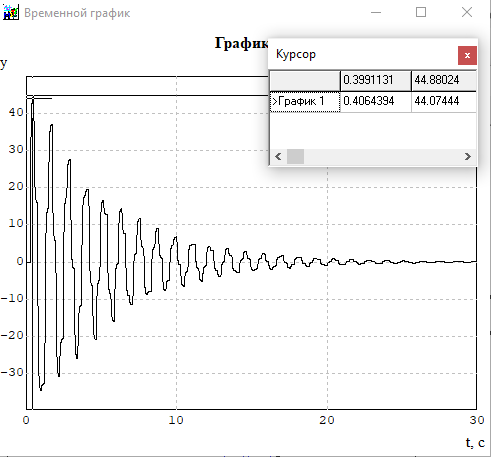 Временной график
График
y
Курсор
x
0.3991131 44.88024
>График 1 0.4064394 44.07444
40
30
20
10
0
-10
-20
-30
0 10 20 30
t, c